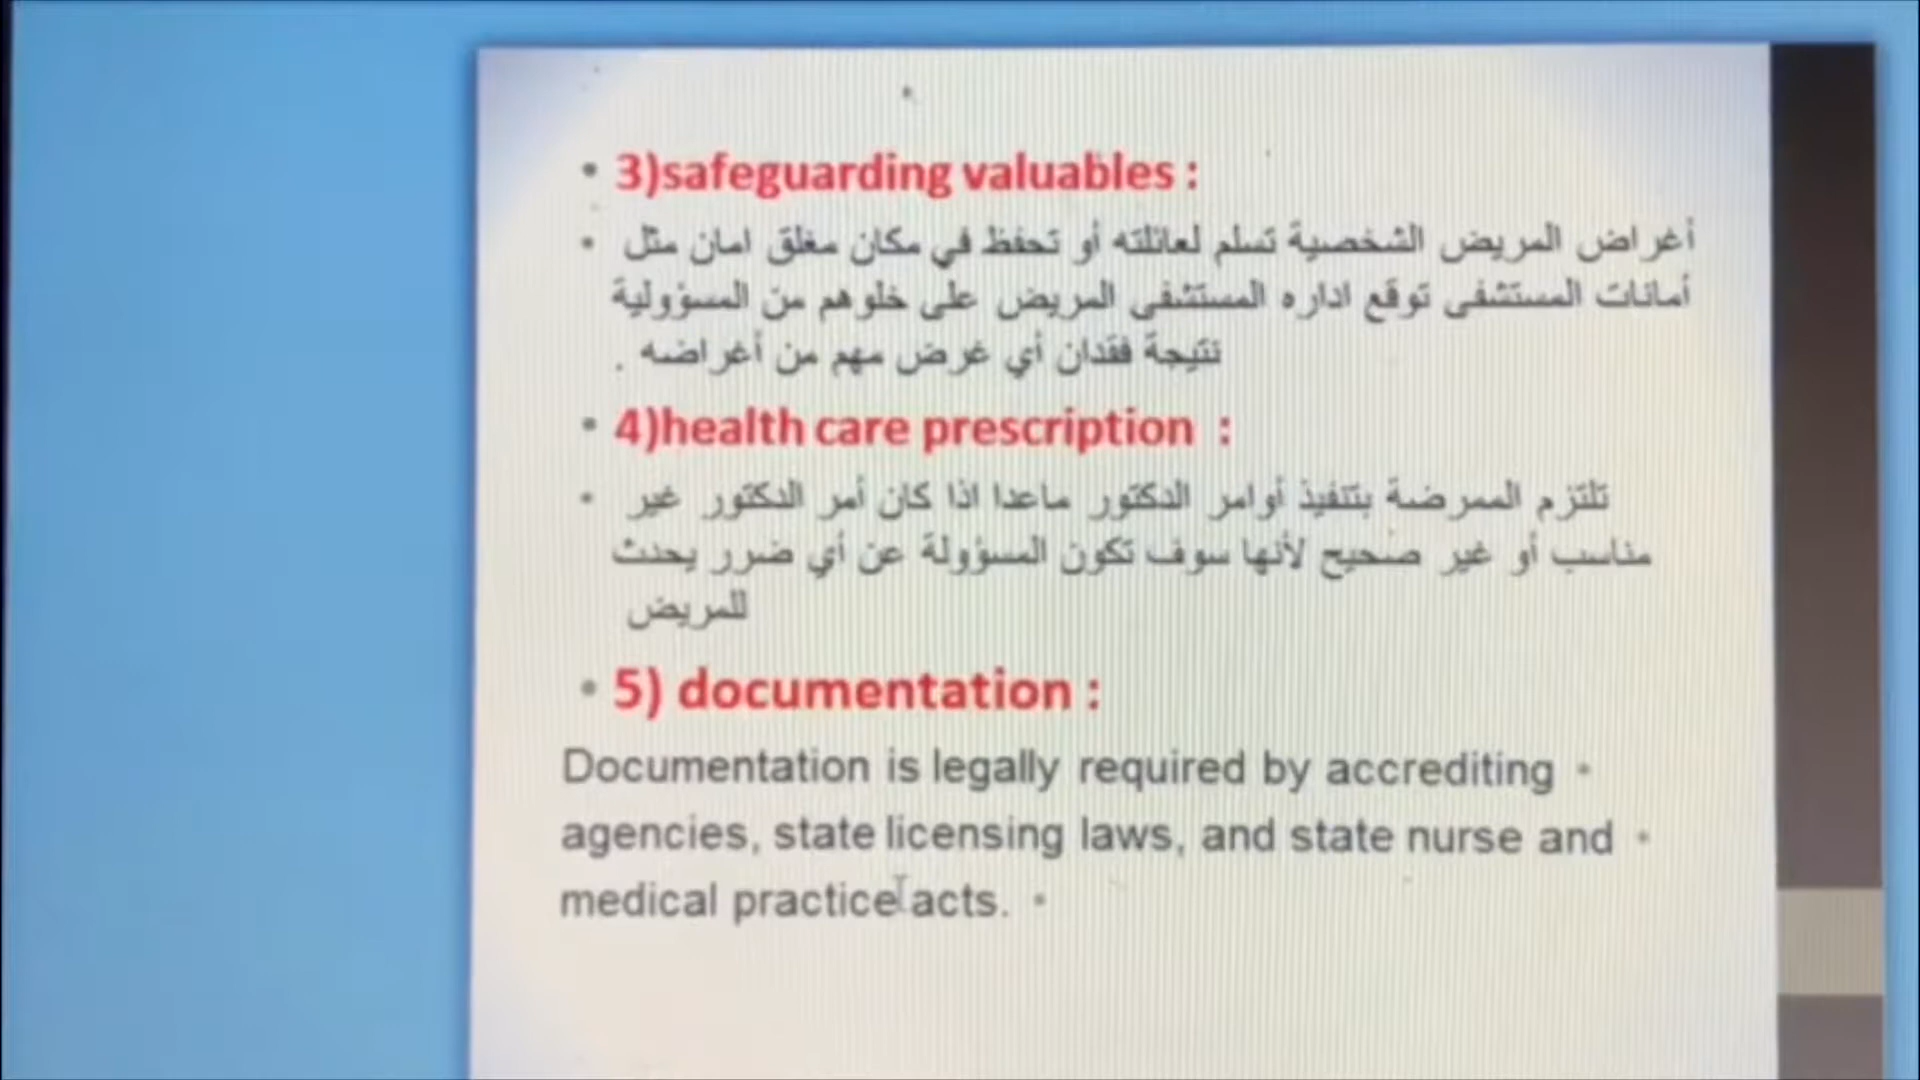 3)safeguarding valuables :
أغراض المريض الشخصية تسلم لعائلته أو تحفظ في مكان مغلق امان مثل
أمانات المستشفى توقع اداره المستشفى المريض على خلوهم من المسؤولية
نتيجة فقدان أي غرض مهم من أغراضه .
4)health care prescription :
تلتزم الممرضة بتنفيذ أوامر الدكتور ماعدا اذا كان أمر الدكتور غير
مناسب أو غير صحيح لأنها سوف تكون المسؤولة عن أي ضرر يحدث
للمريض
5) documentation :
Documentation is legally required by accrediting
agencies, state licensing laws, and state nurse and
medical practice acts.